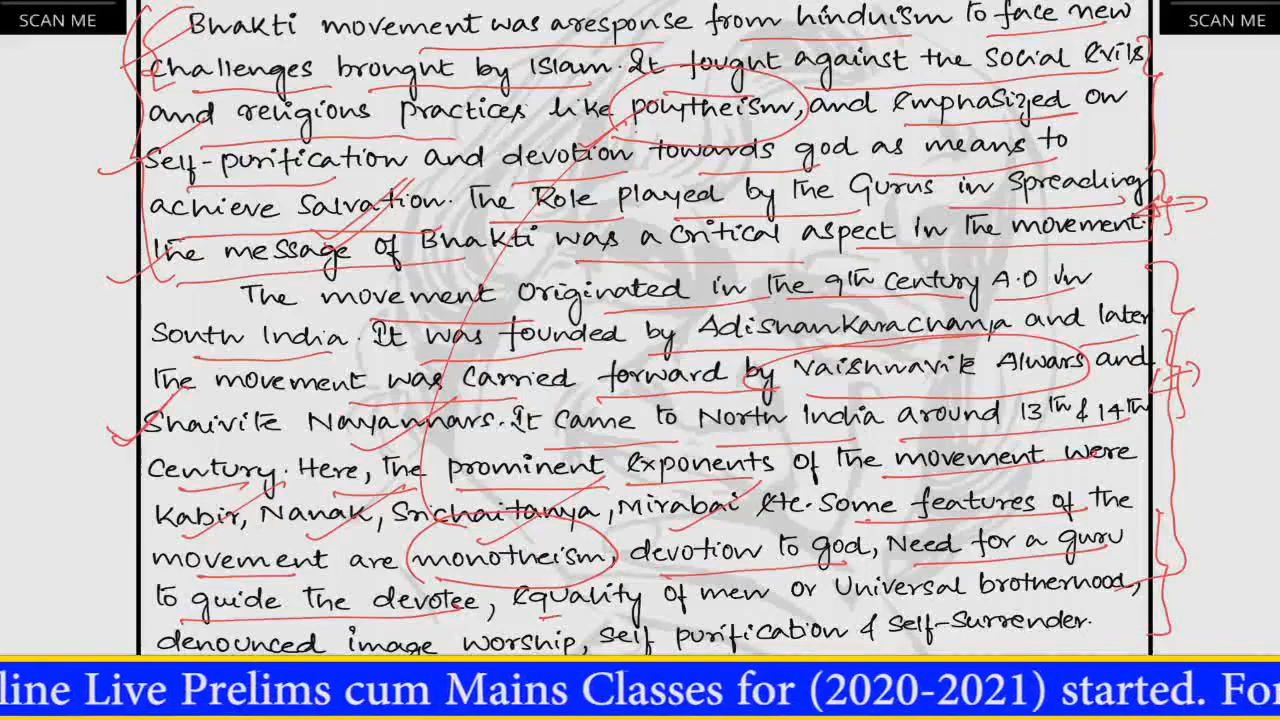 SCAN ME
SCAN ME
Bhakti movement was a response from hinduism to face new
challenges brought by Islam. It fought against the social evils
and religious practices like polytheism, and emphasized on
Self-purification and devotion towards god as means to
achieve Salvation. The Role played by the Gurus in Spreading
the message of Bhakti was a critical aspect in the movement.
The movement originated in the 9th century A.D in
South India. It was founded by Adishankarachanja and later
the movement was carried forward by Vaishnavite Alwars and
Shaivite Nayannars. It came to North India around 13th & 14th
century. Here, the prominent exponents of the movement were
Kabir, Nanak, Sri chaitanya, Mirabai etc. Some features of the
movement are monotheism, devotion to god, Need for a guru
to guide the devotee, equality of men or Universal brotherhood,
denounced image worship, self purification & self-surrender.
line Live Prelims cum Mains Classes for (2020-2021) started. For